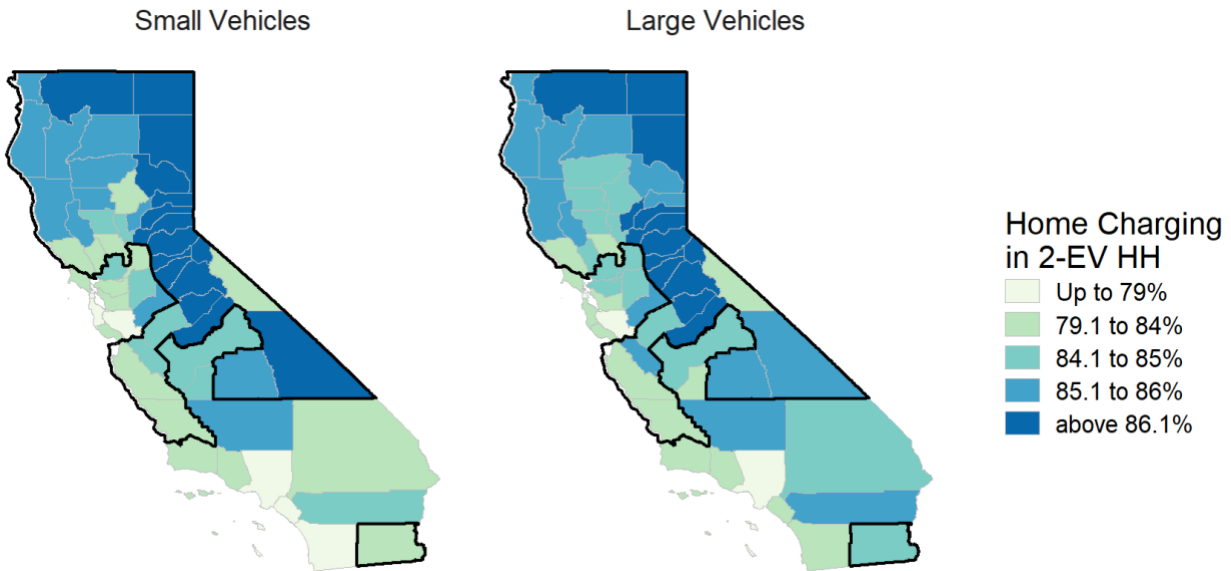 Small Vehicles
Large Vehicles
Home Charging
in 2-EV HH
Up to 79%
79.1 to 84%
84.1 to 85%
85.1 to 86%
above 86.1%